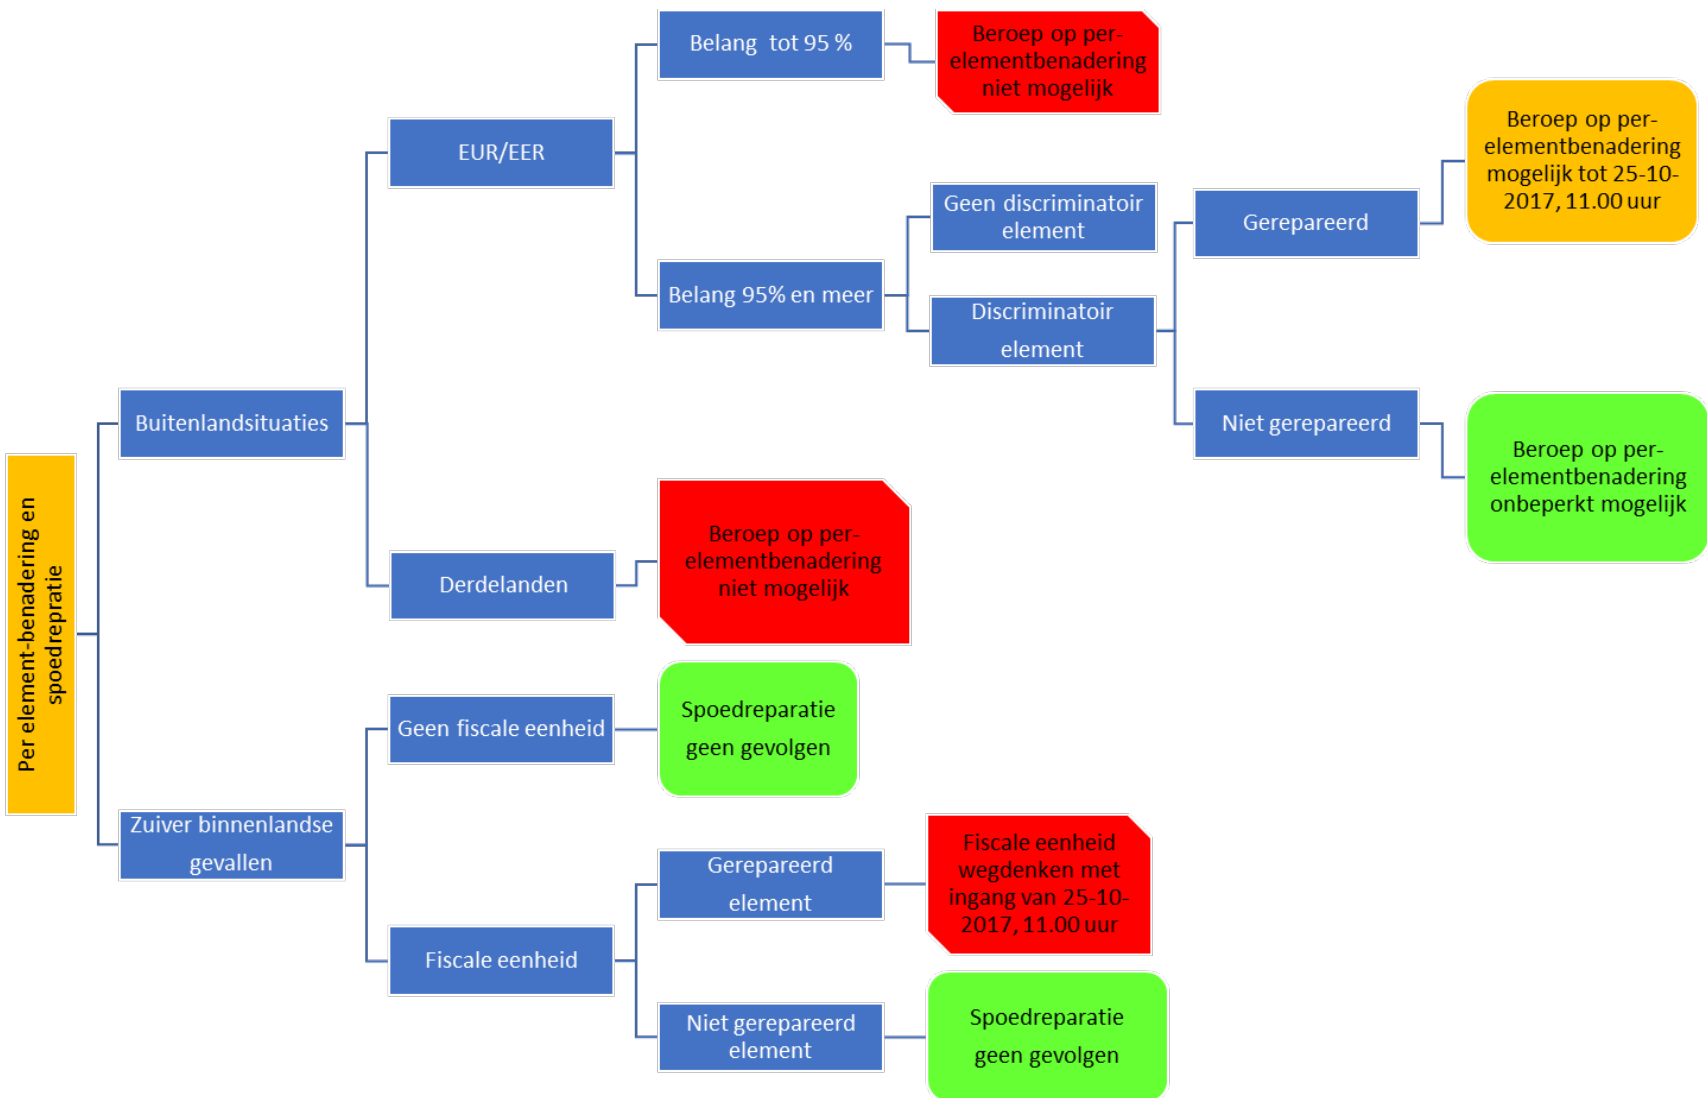 Per element-benadering en
spoedrepratie
Buitenlandsituaties
EUR/EER
Belang tot 95 %
Beroep op per-
elementbenadering
niet mogelijk
Belang 95% en meer
Geen discriminatoir
element
Discriminatoir
element
Gerepareerd
Beroep op per-
elementbenadering
mogelijk tot 25-10-
2017, 11.00 uur
Niet gerepareerd
Beroep op per-
elementbenadering
onbeperkt mogelijk
Derdelanden
Beroep op per-
elementbenadering
niet mogelijk
Zuiver binnenlandse
gevallen
Geen fiscale eenheid
Spoedreparatie
geen gevolgen
Fiscale eenheid
Gerepareerd
element
Fiscale eenheid
wegdenken met
ingang van 25-10-
2017, 11.00 uur
Niet gerepareerd
element
Spoedreparatie
geen gevolgen